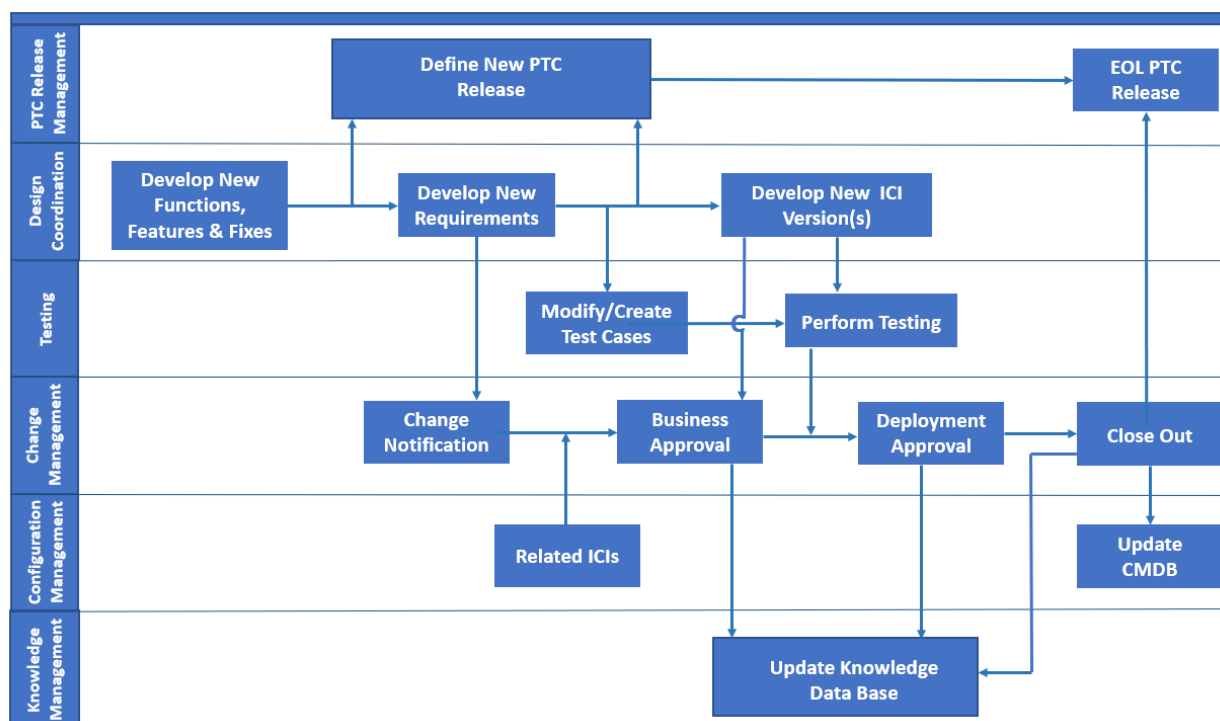 PTC Release
Management
Define New PTC
Release
EOL PTC
Release
Design
Coordination
Develop New
Functions,
Features & Fixes
Develop New
Requirements
Develop New ICI
Version(s)
Testing
Modify/Create
Test Cases
Perform Testing
Change
Management
Change
Notification
Business
Approval
Deployment
Approval
Close Out
Configuration
Management
Related ICIs
Update
CMDB
Knowledge
Management
Update Knowledge
Data Base